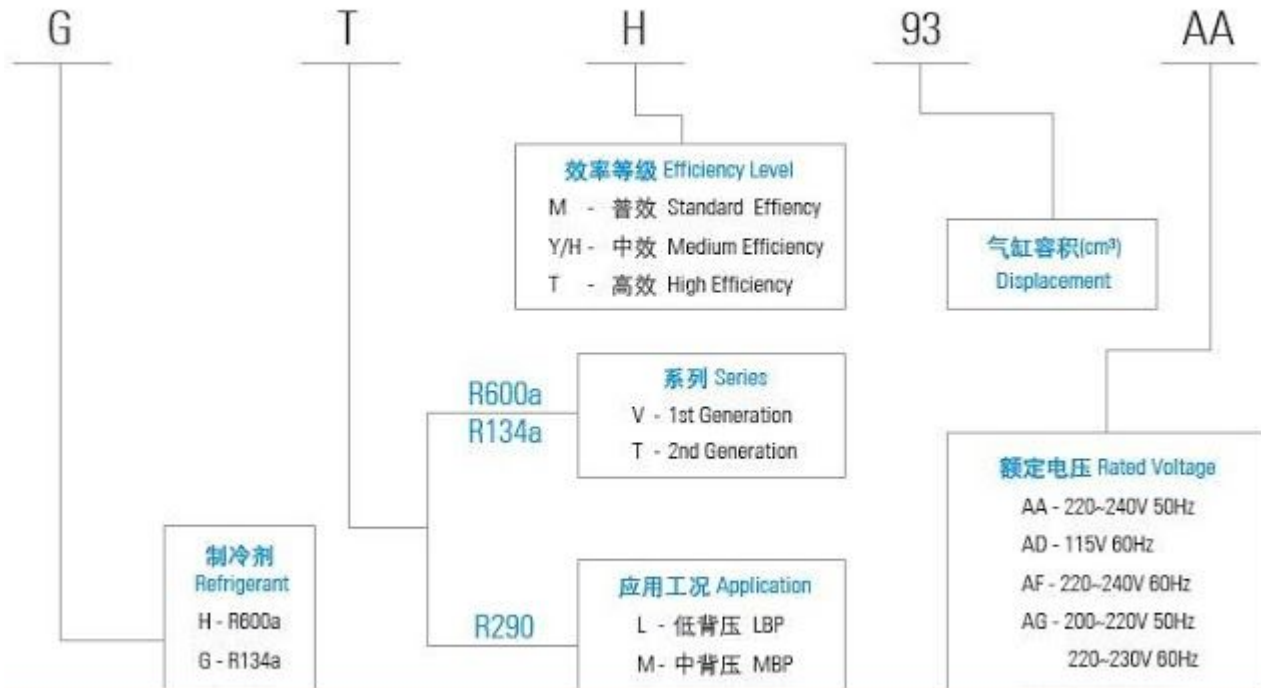 G T H 93 AA
效率等级 Efficiency Level
M - 普效 Standard Effiency
Y/H - 中效 Medium Efficiency
T - 高效 High Efficiency
气缸容积(cm³)
Displacement
R600a
R134a
系列 Series
V - 1st Generation
T - 2nd Generation
额定电压 Rated Voltage
AA - 220~240V 50Hz
AD - 115V 60Hz
AF - 220~240V 60Hz
AG - 200~220V 50Hz
220~230V 60Hz
制冷剂
Refrigerant
H - R600a
G - R134a
R290
应用工况 Application
L - 低背压 LBP
M - 中背压 MBP